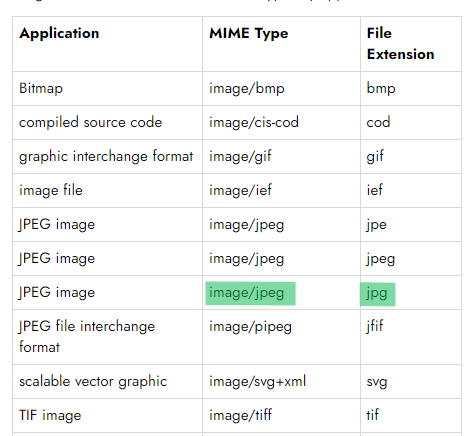 Application MIME Type File
Extension
Bitmap image/bmp bmp
compiled source code image/cis-cod cod
graphic interchange format image/gif gif
image file image/ief ief
JPEG image image/jpeg jpe
JPEG image image/jpeg jpeg
JPEG image image/jpeg jpg
JPEG file interchange image/pipeg jfif
format
scalable vector graphic image/svg+xml svg
TIF image image/tiff tif